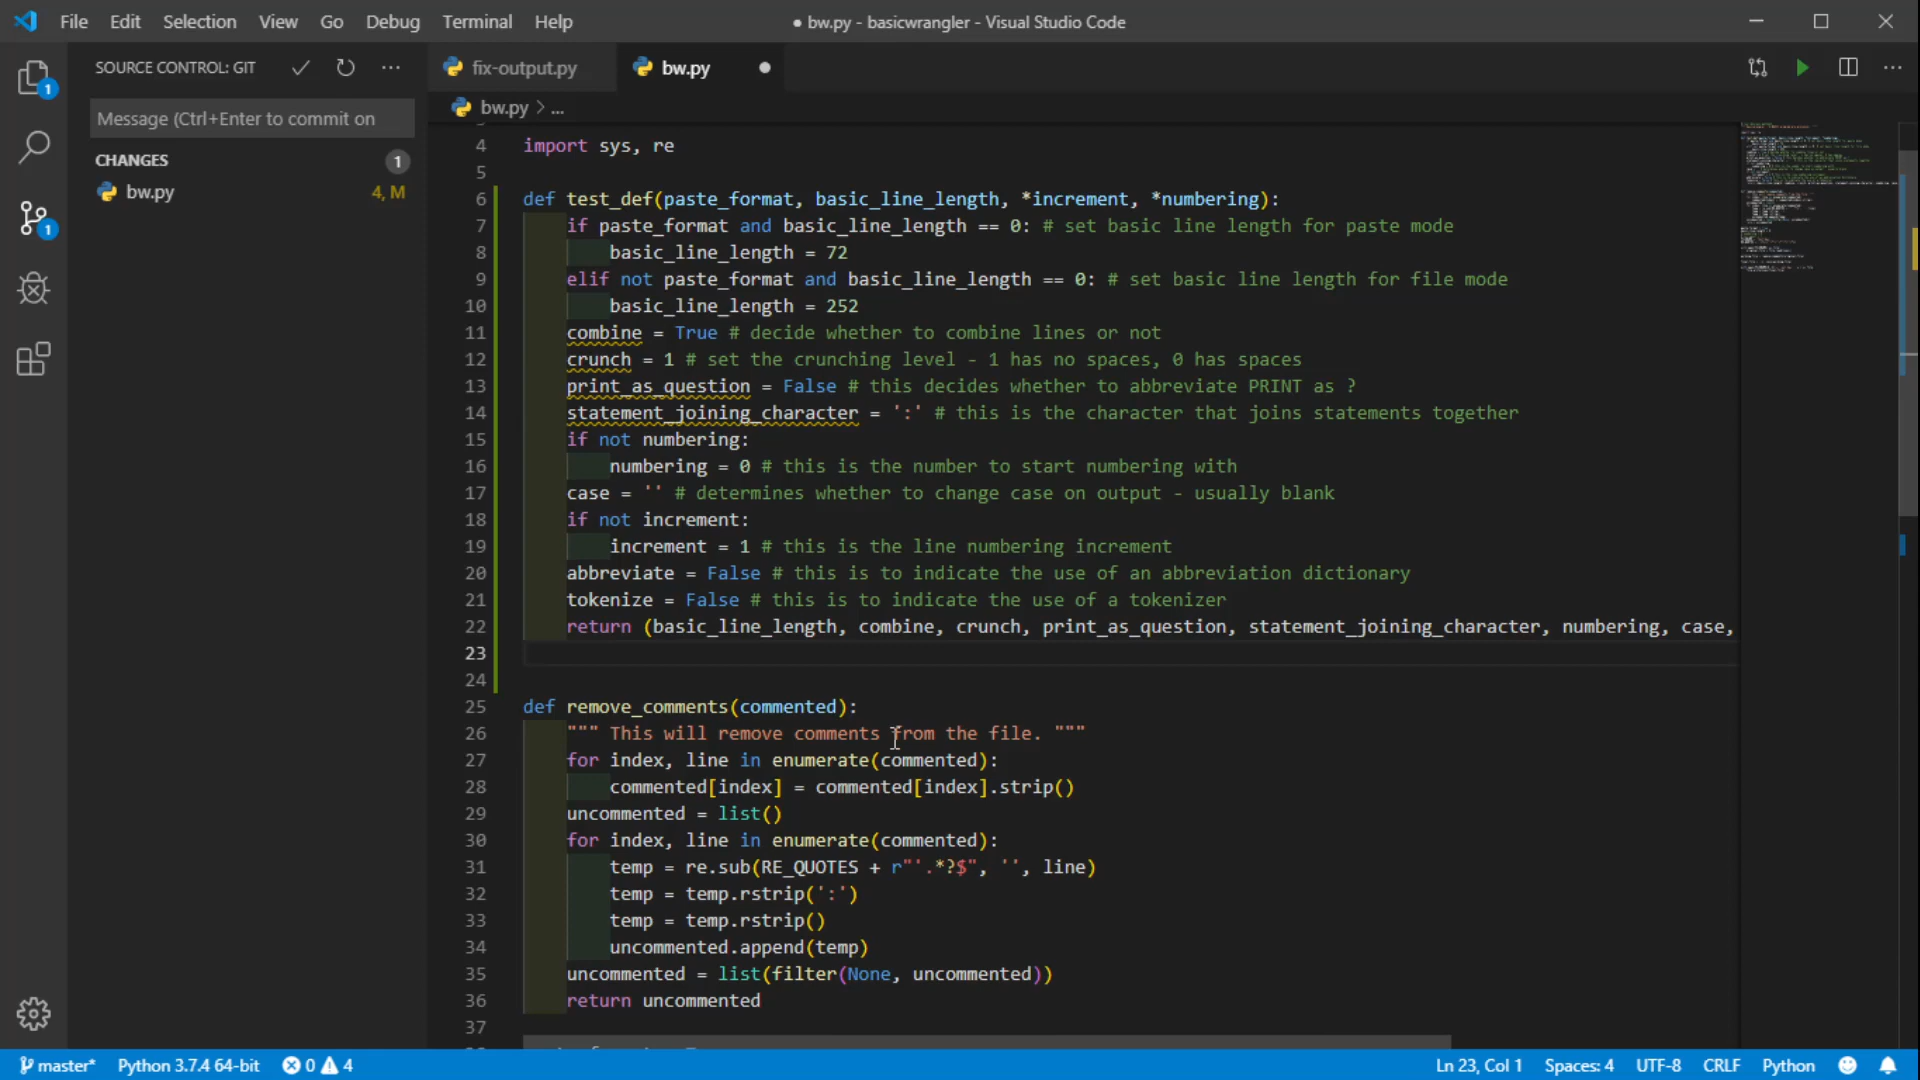 File Edit Selection View Go Debug Terminal Help
● bw.py - basicwrangler - Visual Studio Code
SOURCE CONTROL: GIT
fix-output.py
bw.py
bw.py > ...
Message (Ctrl+Enter to commit on
CHANGES 1
bw.py 4, M
1
1
4 import sys, re
5
6 def test_def(paste_format, basic_line_length, *increment, *numbering):
7 if paste_format and basic_line_length == 0: # set basic line length for paste mode
8 basic_line_length = 72
9 elif not paste_format and basic_line_length == 0: # set basic line length for file mode
10 basic_line_length = 252
11 combine = True # decide whether to combine lines or not
12 crunch = 1 # set the crunching level - 1 has no spaces, 0 has spaces
13 print_as_question = False # this decides whether to abbreviate PRINT as ?
14 statement_joining_character = ':' # this is the character that joins statements together
15 if not numbering:
16 numbering = 0 # this is the number to start numbering with
17 case = '' # determines whether to change case on output - usually blank
18 if not increment:
19 increment = 1 # this is the line numbering increment
20 abbreviate = False # this is to indicate the use of an abbreviation dictionary
21 tokenize = False # this is to indicate the use of a tokenizer
22 return (basic_line_length, combine, crunch, print_as_question, statement_joining_character, numbering, case,
23
24
25 def remove_comments(commented):
26 """ This will remove comments from the file. """
27 for index, line in enumerate(commented):
28 commented[index] = commented[index].strip()
29 uncommented = list()
30 for index, line in enumerate(commented):
31 temp = re.sub(RE_QUOTES + r"'.*?$", '', line)
32 temp = temp.rstrip(':')
33 temp = temp.rstrip()
34 uncommented.append(temp)
35 uncommented = list(filter(None, uncommented))
36 return uncommented
37
master* Python 3.7.4 64-bit 0 4 Ln 23, Col 1 Spaces: 4 UTF-8 CRLF Python